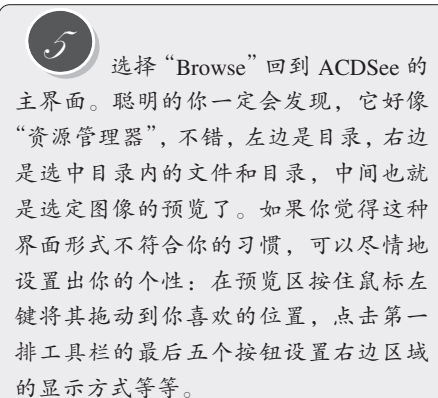 5
选择“Browse”回到 ACDSee 的
主界面。聪明的你一定会发现，它好像
“资源管理器”，不错，左边是目录，右边
是选中目录内的文件和目录，中间也就
是选定图像的预览了。如果你觉得这种
界面形式不符合你的习惯，可以尽情地
设置出你的个性：在预览区按住鼠标左
键将其拖动到你喜欢的位置，点击第一
排工具栏的最后五个按钮设置右边区域
的显示方式等等。